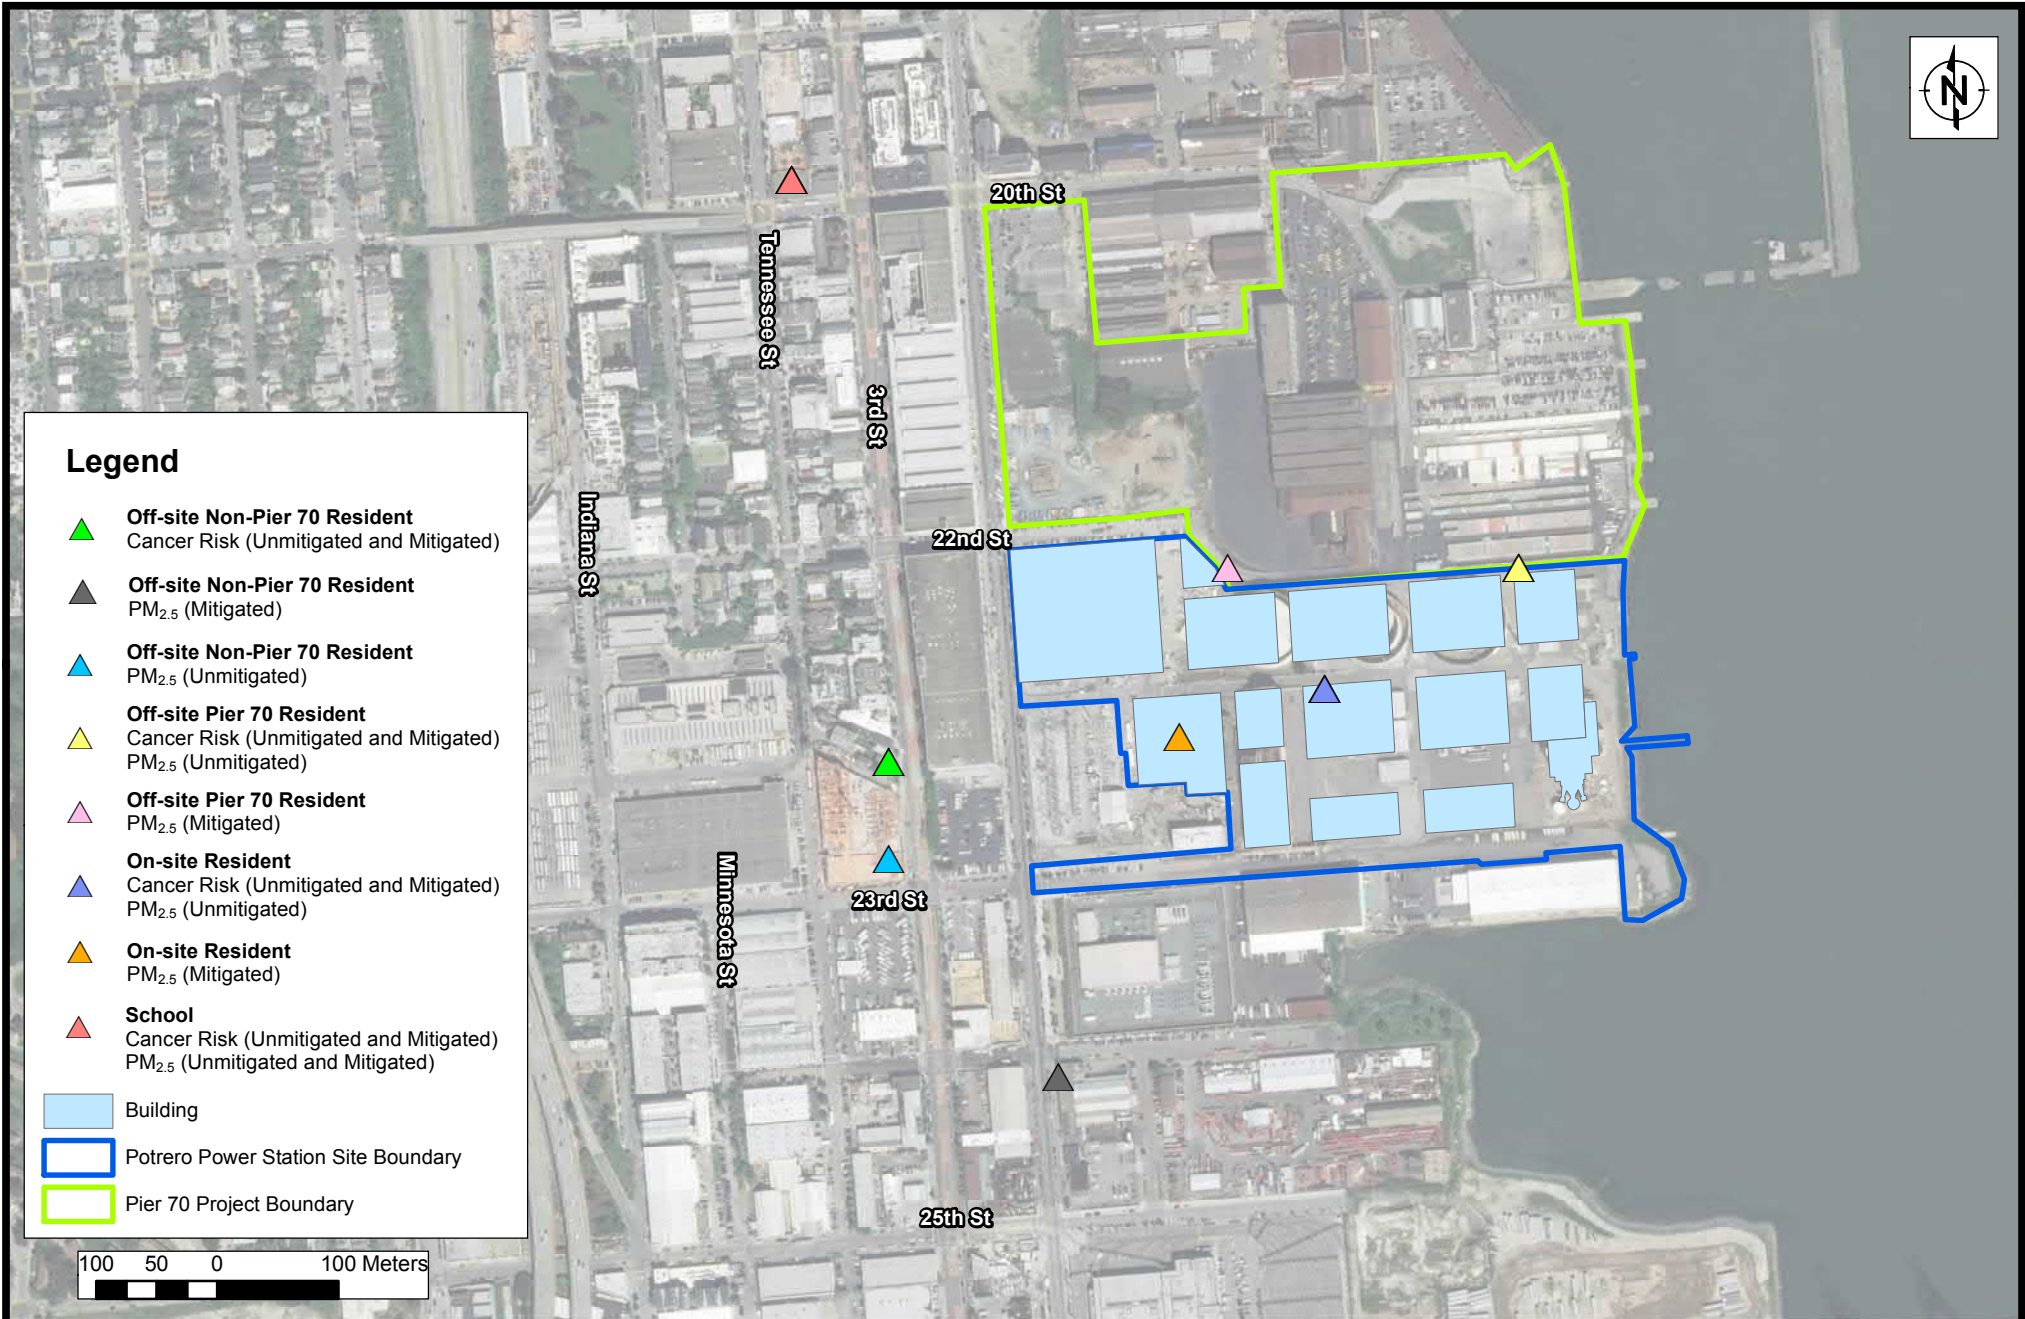 N
20th St
Tennessee St
3rd St
22nd St
Indiana St
Minnesota St
23rd St
25th St
Legend
Off-site Non-Pier 70 Resident
Cancer Risk (Unmitigated and Mitigated)
Off-site Non-Pier 70 Resident
PM2.5 (Mitigated)
Off-site Non-Pier 70 Resident
PM2.5 (Unmitigated)
Off-site Pier 70 Resident
Cancer Risk (Unmitigated and Mitigated)
PM2.5 (Unmitigated)
Off-site Pier 70 Resident
PM2.5 (Mitigated)
On-site Resident
Cancer Risk (Unmitigated and Mitigated)
PM2.5 (Unmitigated)
On-site Resident
PM2.5 (Mitigated)
School
Cancer Risk (Unmitigated and Mitigated)
PM2.5 (Unmitigated and Mitigated)
Building
Potrero Power Station Site Boundary
Pier 70 Project Boundary
100 50 0 100 Meters